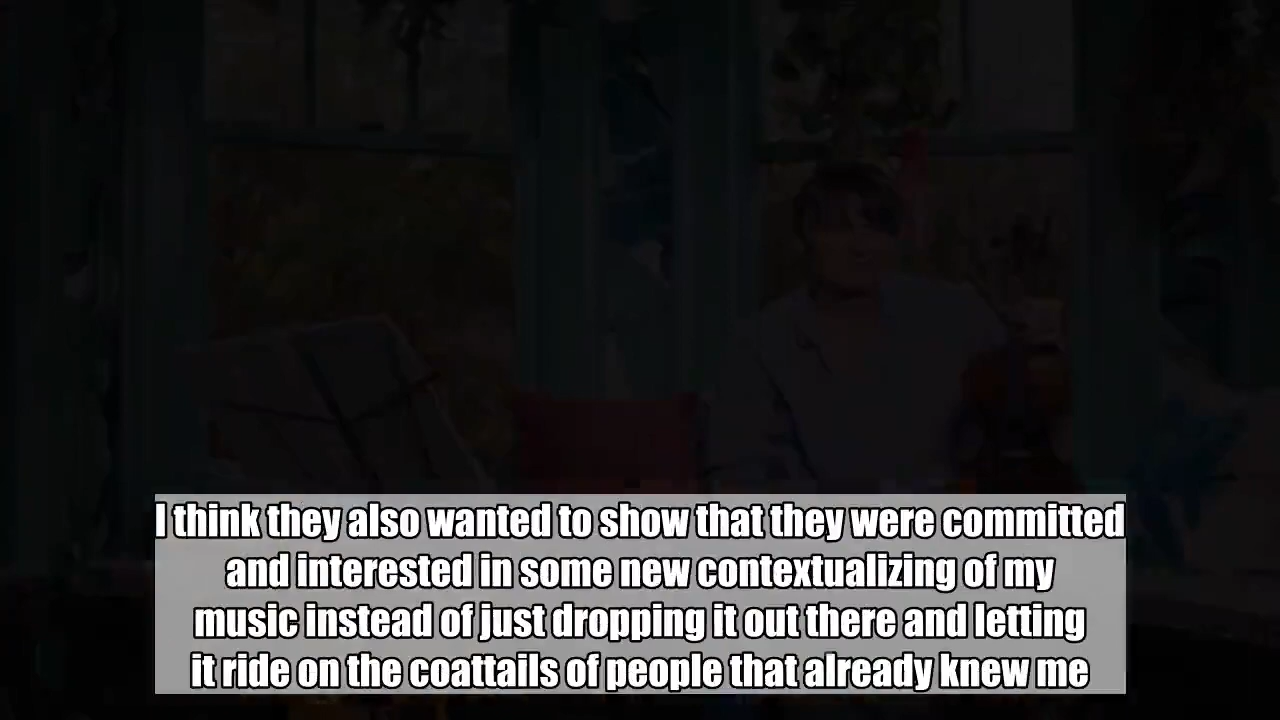 I think they also wanted to show that they were committed
and interested in some new contextualizing of my
music instead of just dropping it out there and letting
it ride on the coattails of people that already knew me